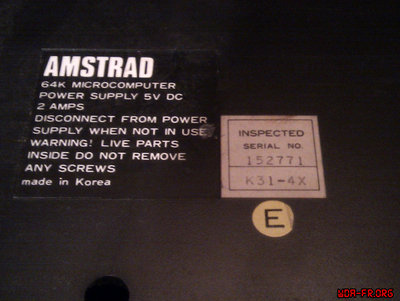 AMSTRAD
64K MICROCOMPUTER
POWER SUPPLY 5V DC
2 AMPS
DISCONNECT FROM POWER
SUPPLY WHEN NOT IN USE
WARNING! LIVE PARTS
INSIDE DO NOT REMOVE
ANY SCREWS
made in Korea
INSPECTED
SERIAL NO.
152771
K31-4X
E
WDA-FR.ORG